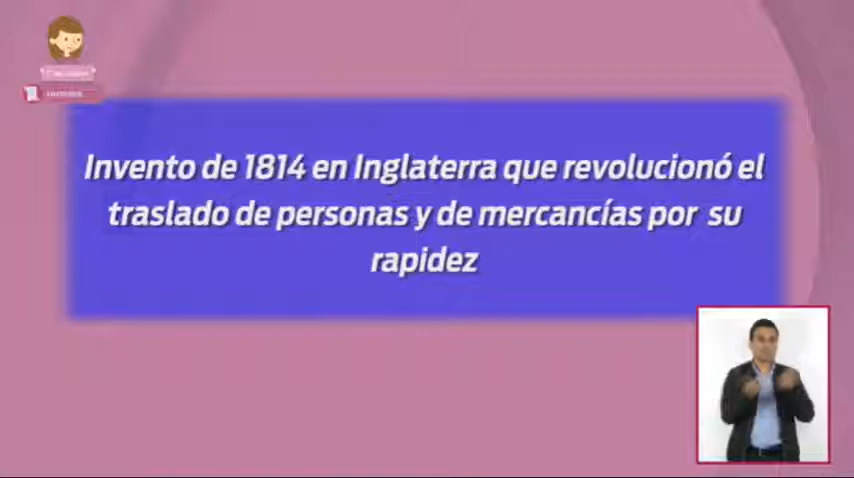 Invento de 1814 en Inglaterra que revolucionó el
traslado de personas y de mercancías por su
rapidez